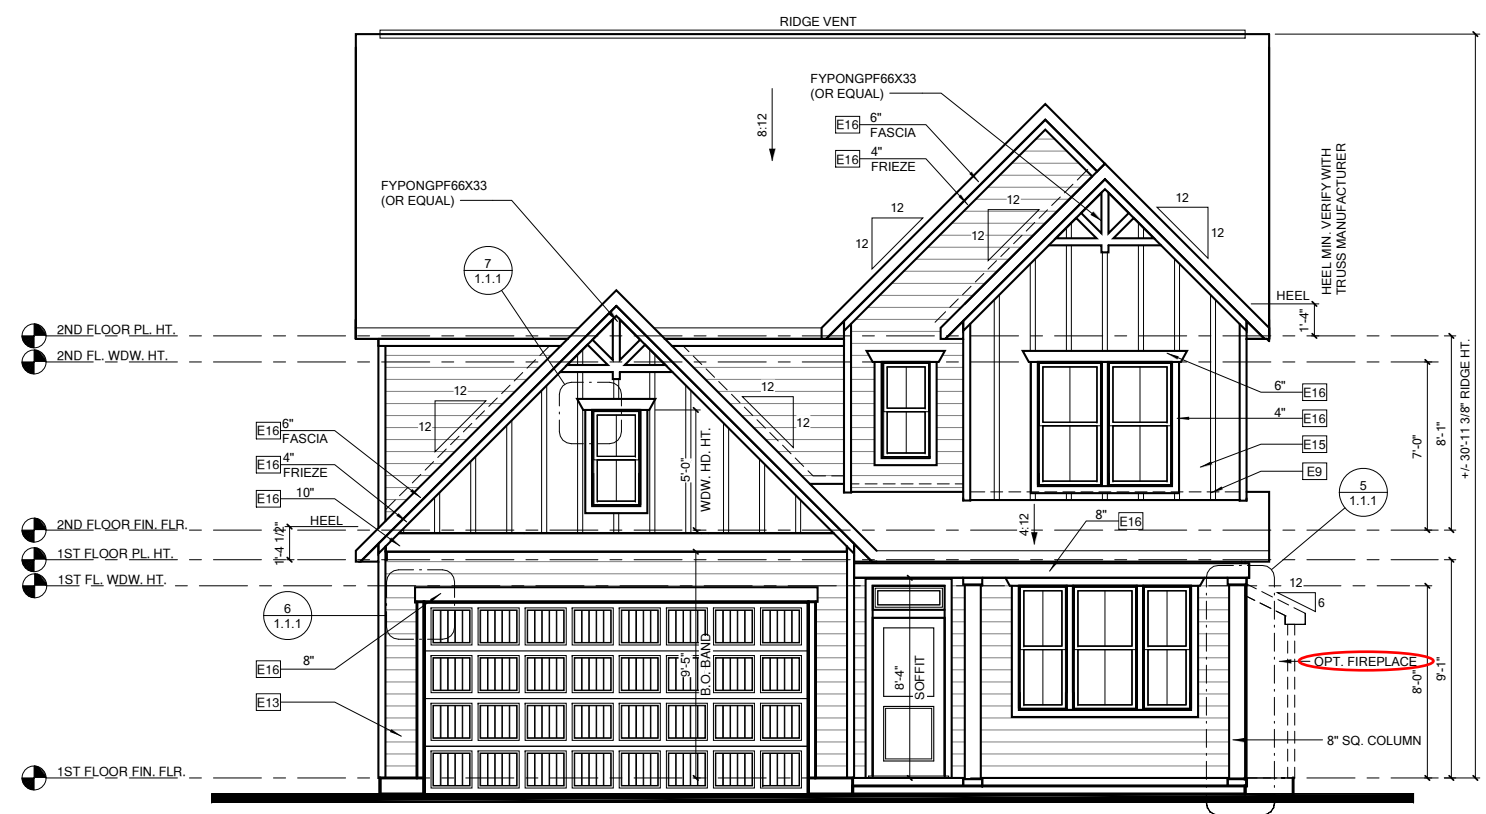 RIDGE VENT
FYPONGPF66X33
(OR EQUAL)
E16 6"
FASCIA
E16 4"
FRIEZE
8:12
HEEL MIN. VERIFY WITH
TRUSS MANUFACTURER
FYPONGPF66X33
(OR EQUAL)
12
12
12
12
12
12
7
1.1.1
HEEL
1'-4"
2ND FLOOR PL. HT.
2ND FL. WDW. HT.
+/- 30'-11 3/8" RIDGE HT.
12
12
12
12
6"
E16
4"
E16
E15
E9
7'-0"
8'-1"
E16 6"
FASCIA
E16 4"
FRIEZE
E16 10"
5'-0"
WDW. HD. HT.
5
1.1.1
HEEL
1'-4 1/2"
4:12
8"
E16
2ND FLOOR FIN. FLR.
1ST FLOOR PL. HT.
1ST FL. WDW. HT.
12
6
6
1.1.1
E16
8"
E13
9'-5"
B.O. BAND
8'-4"
SOFFIT
OPT. FIREPLACE
8'-0"
9'-1"
8" SQ. COLUMN
1ST FLOOR FIN. FLR.